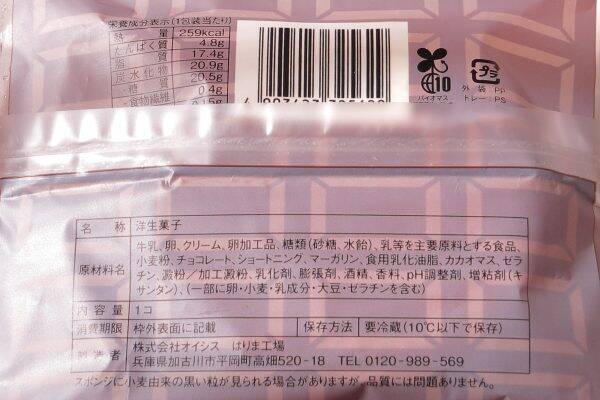 栄養成分表示(1包装当たり)
熱 量 259kcal
たんぱく質 4.8g
脂 質 17.4g
炭水化物 20.9g
-糖 質 20.5g
-食物繊維 0.4g
0.15g
10
バイオマス
プラ
外 袋:PP
トレー:PS
名 称 洋生菓子
原材料名 牛乳、卵、クリーム、卵加工品、糖類(砂糖、水飴)、乳等を主要原料とする食品、
小麦粉、チョコレート、ショートニング、マーガリン、食用乳化油脂、カカオマス、ゼラ
チン、澱粉/加工澱粉、乳化剤、膨張剤、酒精、香料、pH調整剤、増粘剤(キ
サンタン)、(一部に卵・小麦・乳成分・大豆・ゼラチンを含む)
内容量 1コ
消費期限 枠外表面に記載 保存方法 要冷蔵(10℃以下で保存)
製造者 株式会社オイシス はりま工場
兵庫県加古川市平岡町高畑520-18 TEL 0120-989-569
スポンジに小麦由来の黒い粒が見られる場合がありますが、品質には問題ありません。